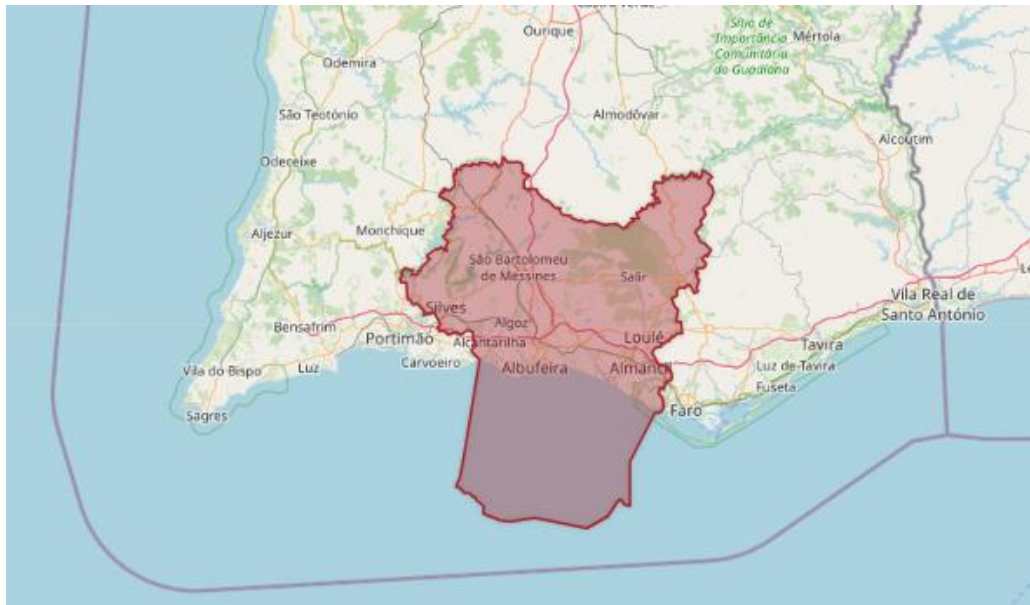 Ourique
Sítio de
Importância
Comunitária
do Guadiana
Mértola
Odemira
São Teotónio
Almodôvar
Alcoutim
Odeceixe
Aljezur
Monchique
São Bartolomeu
de Messines
Salir
Silves
Vila Real de
Santo António
Bensafrim
Portimão
Algoz
Alcantarilha
Loulé
Tavira
Vila do Bispo
Luz
Carvoeiro
Albufeira
Luz-de-Tavira
Fuseta
Sagres
Faro